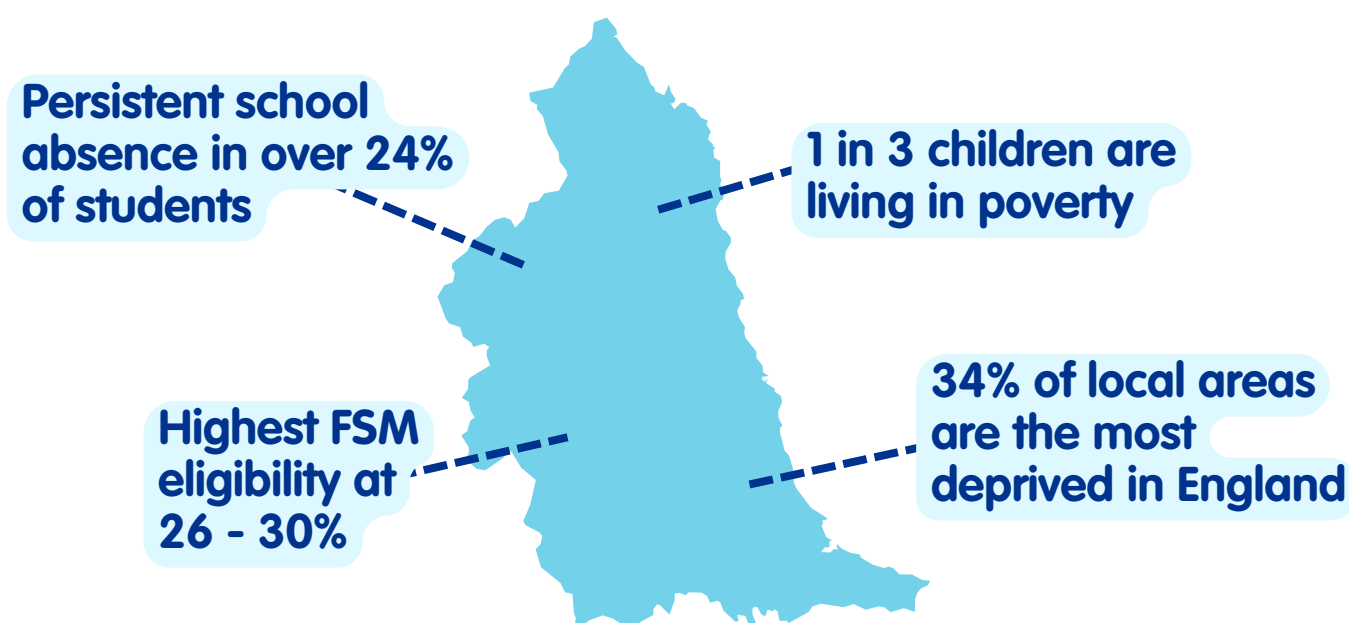 Persistent school
absence in over 24%
of students
1 in 3 children are
living in poverty
Highest FSM
eligibility at
26 - 30%
34% of local areas
are the most
deprived in England